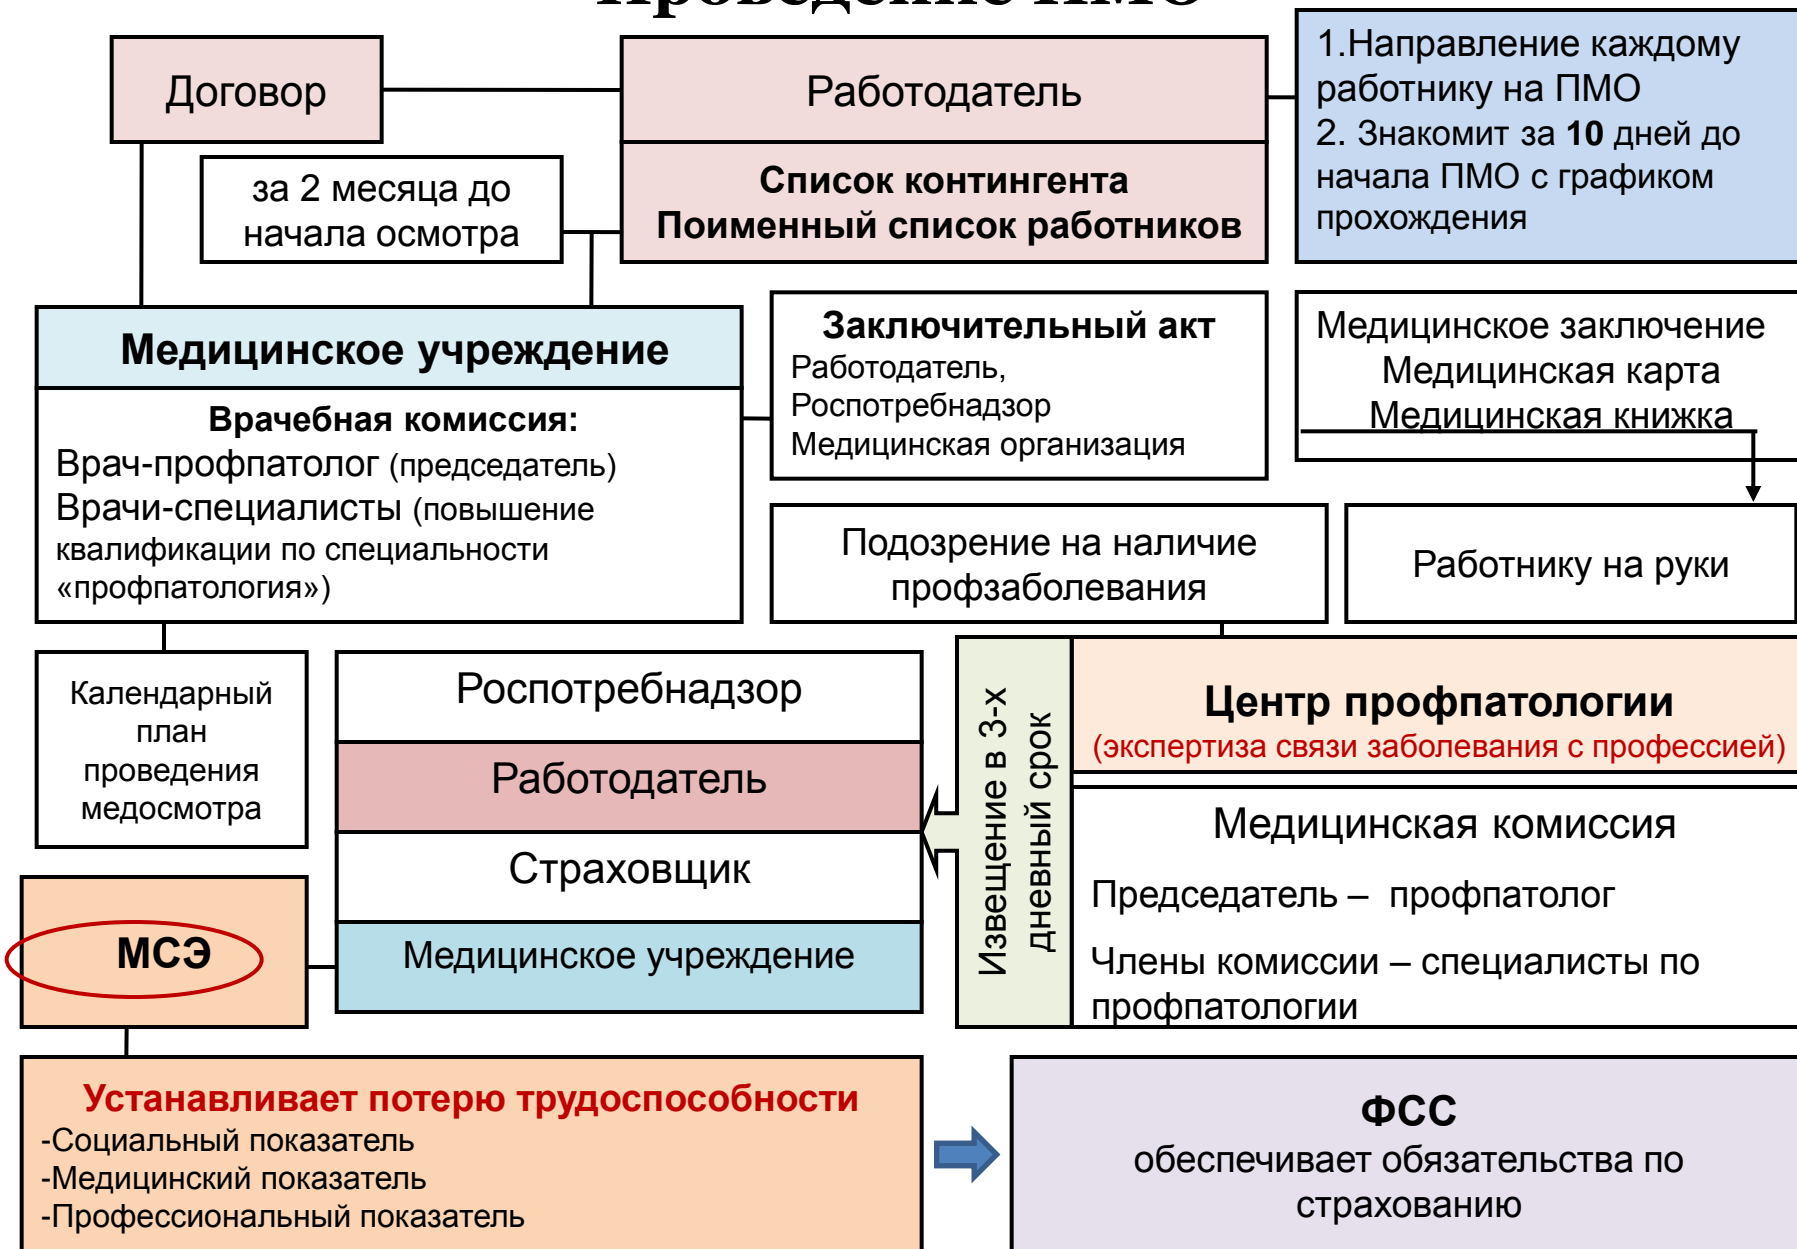 Проведение ПМО
Договор
Работодатель
1.Направление каждому
работнику на ПМО
2. Знакомит за 10 дней до
начала ПМО с графиком
прохождения
за 2 месяца до
начала осмотра
Список контингента
Поименный список работников
Медицинское учреждение
Врачебная комиссия:
Врач-профпатолог (председатель)
Врачи-специалисты (повышение
квалификации по специальности
«профпатология»)
Заключительный акт
Работодатель,
Роспотребнадзор
Медицинская организация
Медицинское заключение
Медицинская карта
Медицинская книжка
Подозрение на наличие
профзаболевания
Работнику на руки
Календарный
план
проведения
медосмотра
Роспотребнадзор
Работодатель
Страховщик
Медицинское учреждение
Извещение в 3-х
дневный срок
Центр профпатологии
(экспертиза связи заболевания с профессией)
Медицинская комиссия
Председатель – профпатолог
Члены комиссии – специалисты по
профпатологии
МСЭ
Устанавливает потерю трудоспособности
-Социальный показатель
-Медицинский показатель
-Профессиональный показатель
ФСС
обеспечивает обязательства по
страхованию